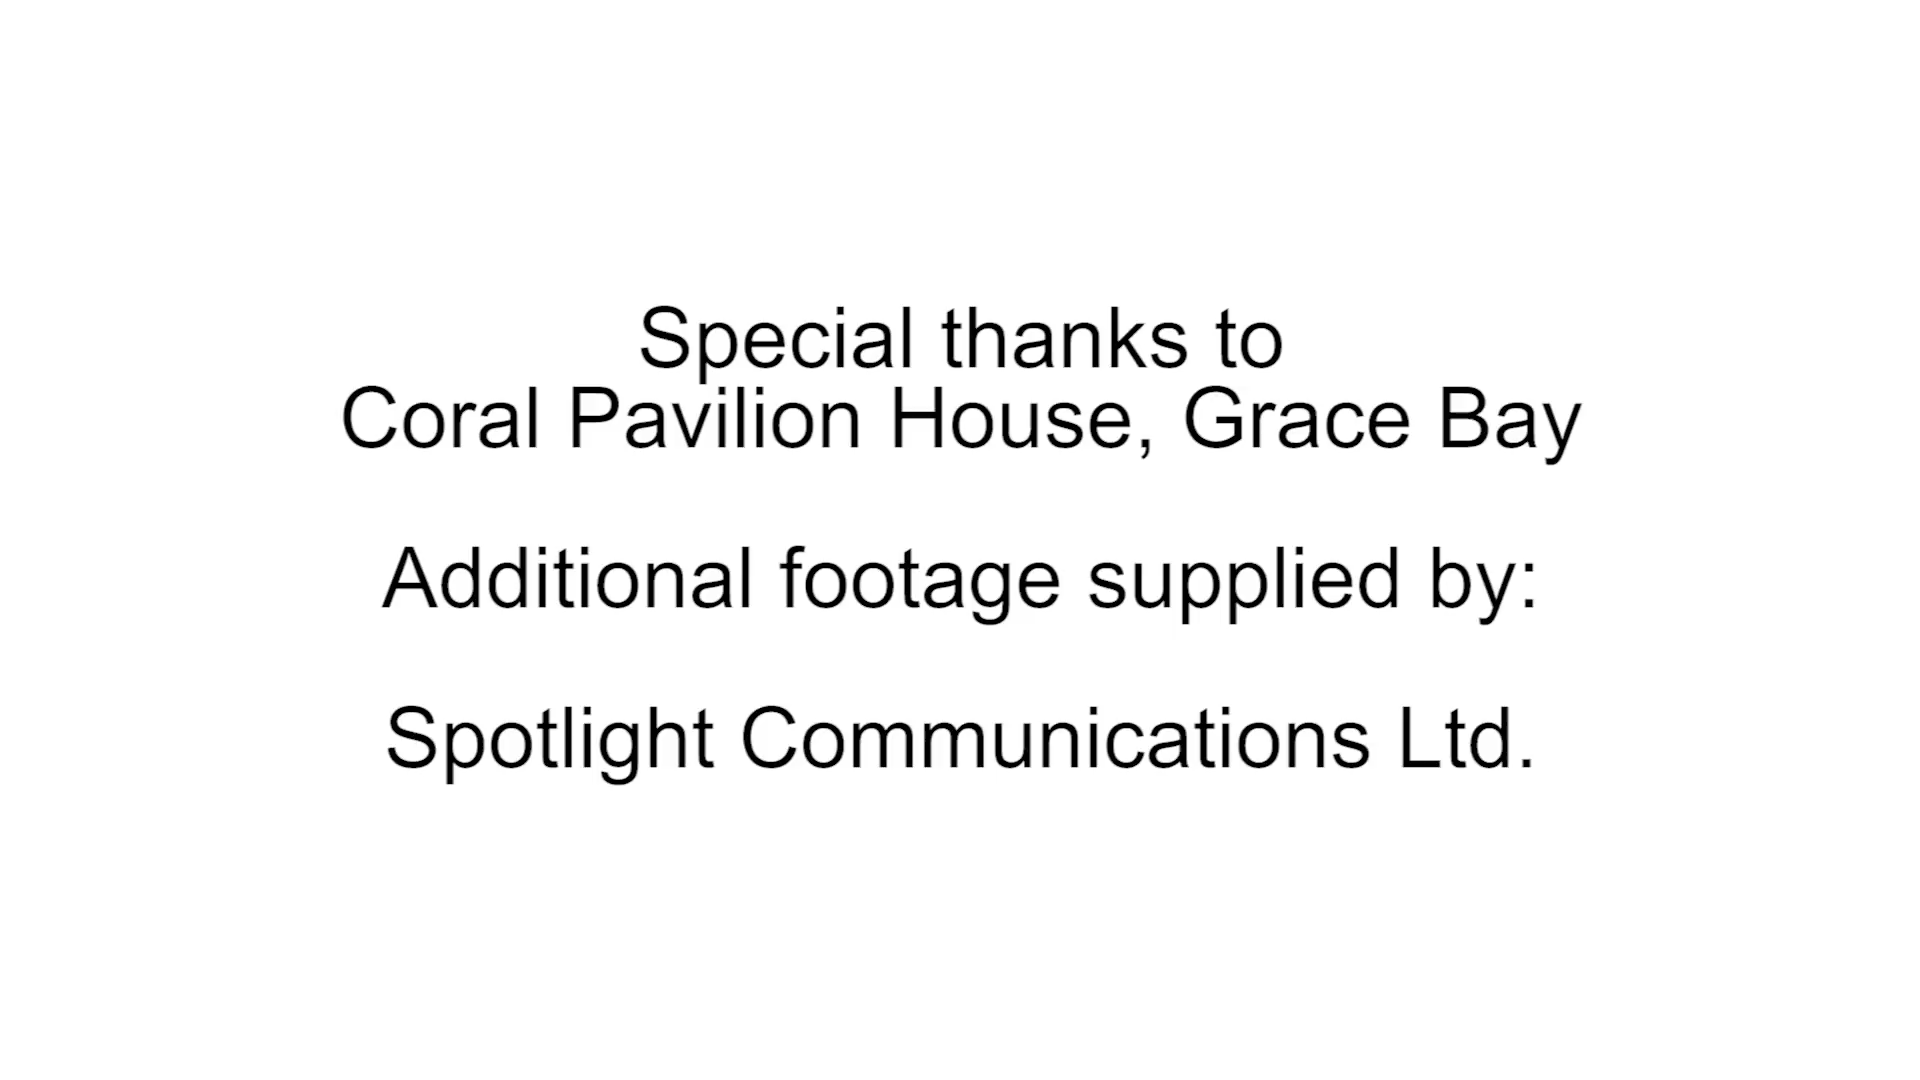 Special thanks to
Coral Pavilion House, Grace Bay
Additional footage supplied by:
Spotlight Communications Ltd.